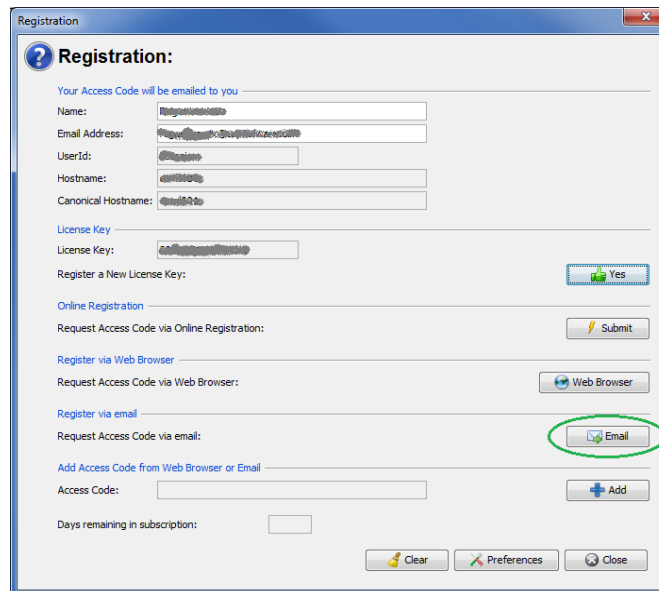 Registration
Registration:
Your Access Code will be emailed to you
Name:
Email Address:
UserId:
Hostname:
Canonical Hostname:
License Key
License Key:
Register a New License Key: Yes
Online Registration
Request Access Code via Online Registration: Submit
Register via Web Browser
Request Access Code via Web Browser: Web Browser
Register via email
Request Access Code via email: Email
Add Access Code from Web Browser or Email
Access Code: Add
Days remaining in subscription:
Clear Preferences Close